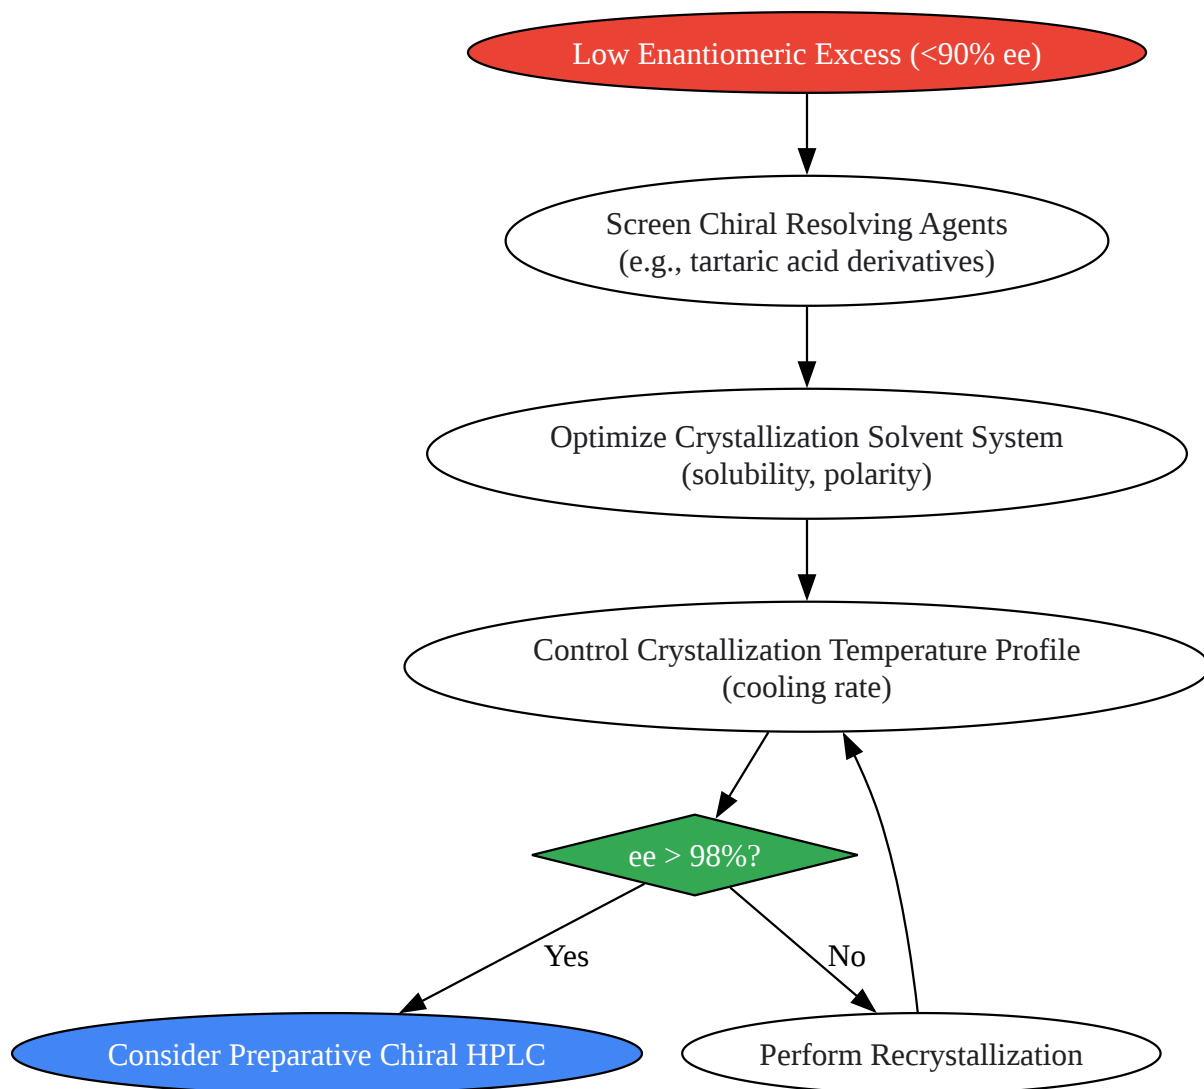 Low Enantiomeric Excess (<90% ee)
Screen Chiral Resolving Agents
(e.g., tartaric acid derivatives)
Optimize Crystallization Solvent System
(solubility, polarity)
Control Crystallization Temperature Profile
(cooling rate)
ee > 98%?
Yes
No
Consider Preparative Chiral HPLC
Perform Recrystallization